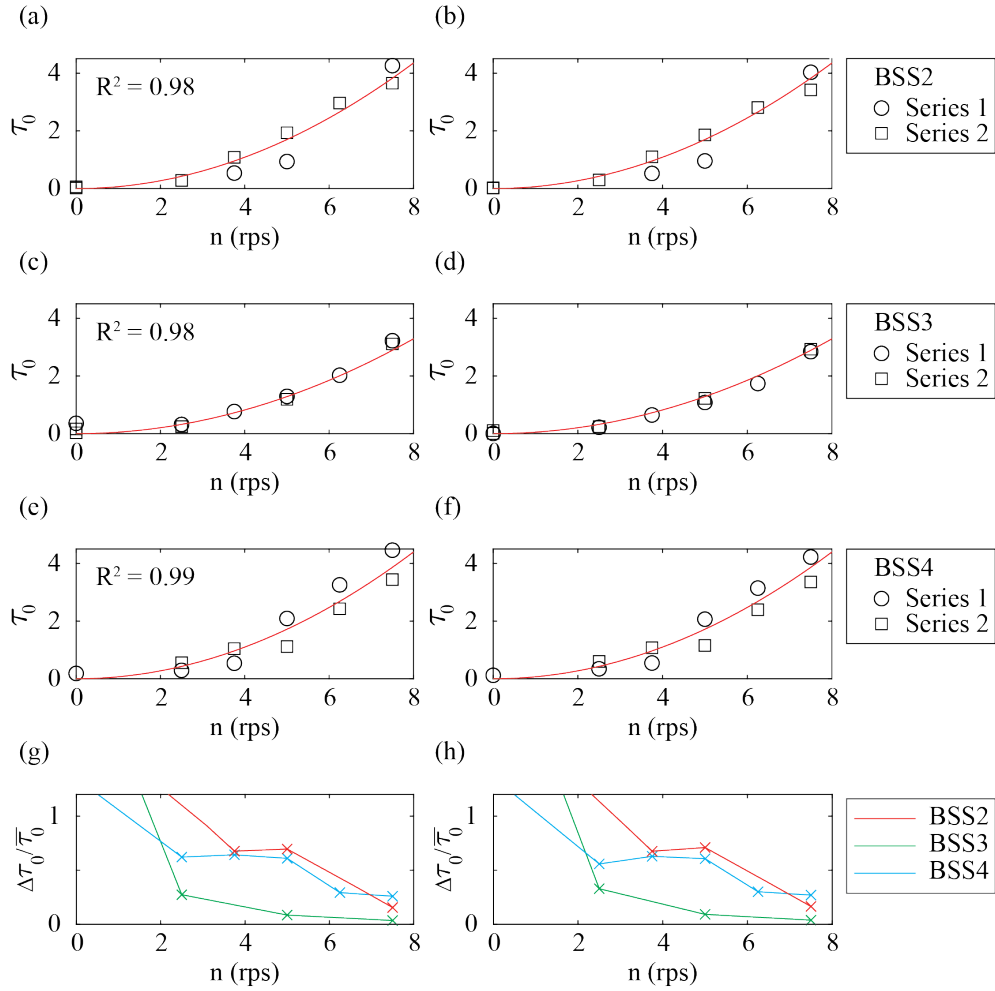 (a)
(b)
R² = 0.98
4
2
0
τ₀
0 2 4 6 8
n (rps)
4
2
0
τ₀
0 2 4 6 8
n (rps)
BSS2
Series 1
Series 2
(c)
(d)
R² = 0.98
4
2
0
τ₀
0 2 4 6 8
n (rps)
4
2
0
τ₀
0 2 4 6 8
n (rps)
BSS3
Series 1
Series 2
(e)
(f)
R² = 0.99
4
2
0
τ₀
0 2 4 6 8
n (rps)
4
2
0
τ₀
0 2 4 6 8
n (rps)
BSS4
Series 1
Series 2
(g)
(h)
1
0
Δτ₀/τ̅₀
0 2 4 6 8
n (rps)
1
0
Δτ₀/τ̅₀
0 2 4 6 8
n (rps)
BSS2
BSS3
BSS4